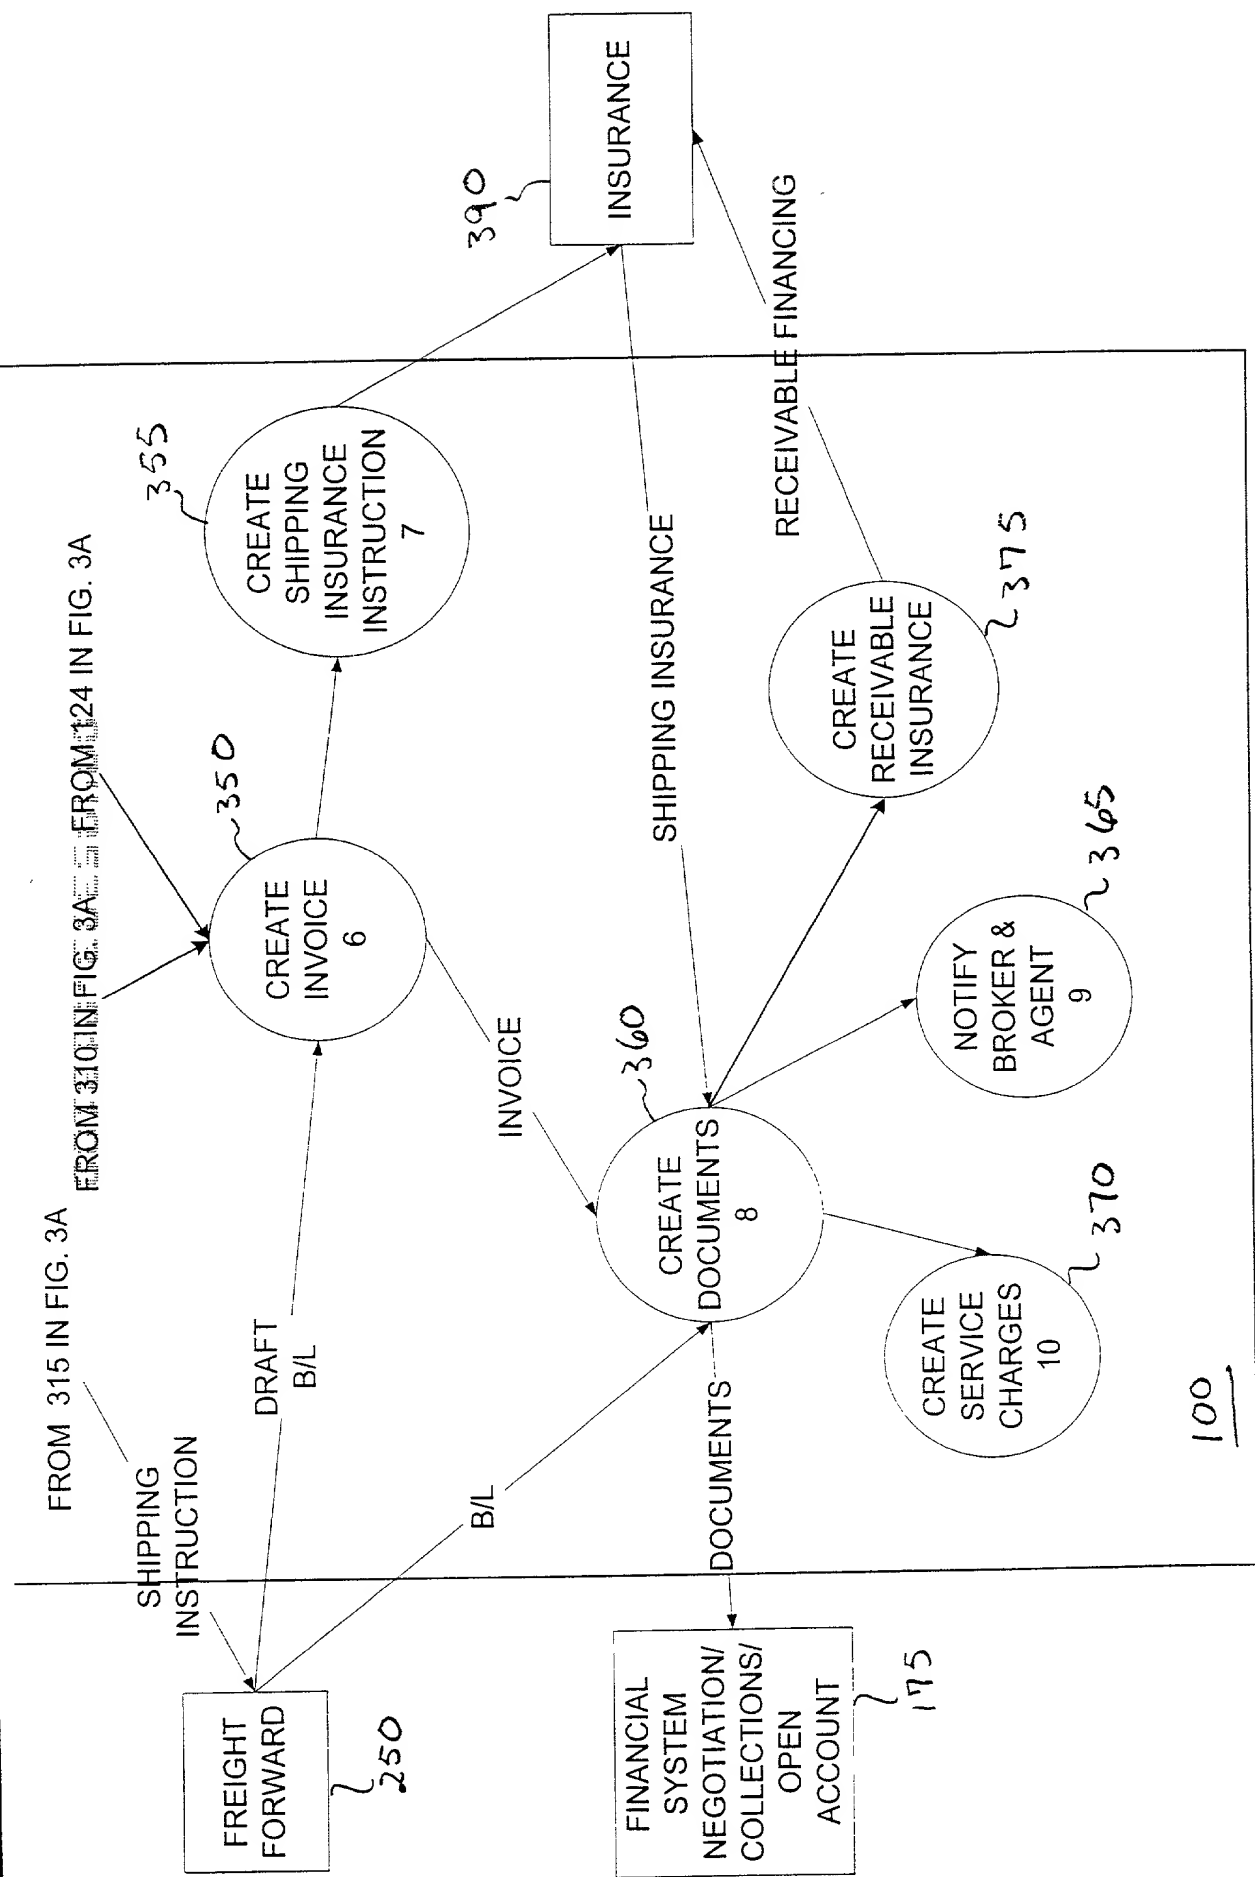 FROM 315 IN FIG. 3A
FROM 310 IN FIG. 3A
FROM 124 IN FIG. 3A
SHIPPING
INSTRUCTION
FREIGHT
FORWARD
250
DRAFT
B/L
CREATE
INVOICE
6
350
CREATE
SHIPPING
INSURANCE
INSTRUCTION
7
355
390
INSURANCE
B/L
INVOICE
360
CREATE
DOCUMENTS
8
SHIPPING INSURANCE
RECEIVABLE FINANCING
FINANCIAL
SYSTEM
NEGOTIATION/
COLLECTIONS/
OPEN
ACCOUNT
175
DOCUMENTS
CREATE
SERVICE
CHARGES
10
370
NOTIFY
BROKER &
AGENT
9
365
CREATE
RECEIVABLE
INSURANCE
375
100